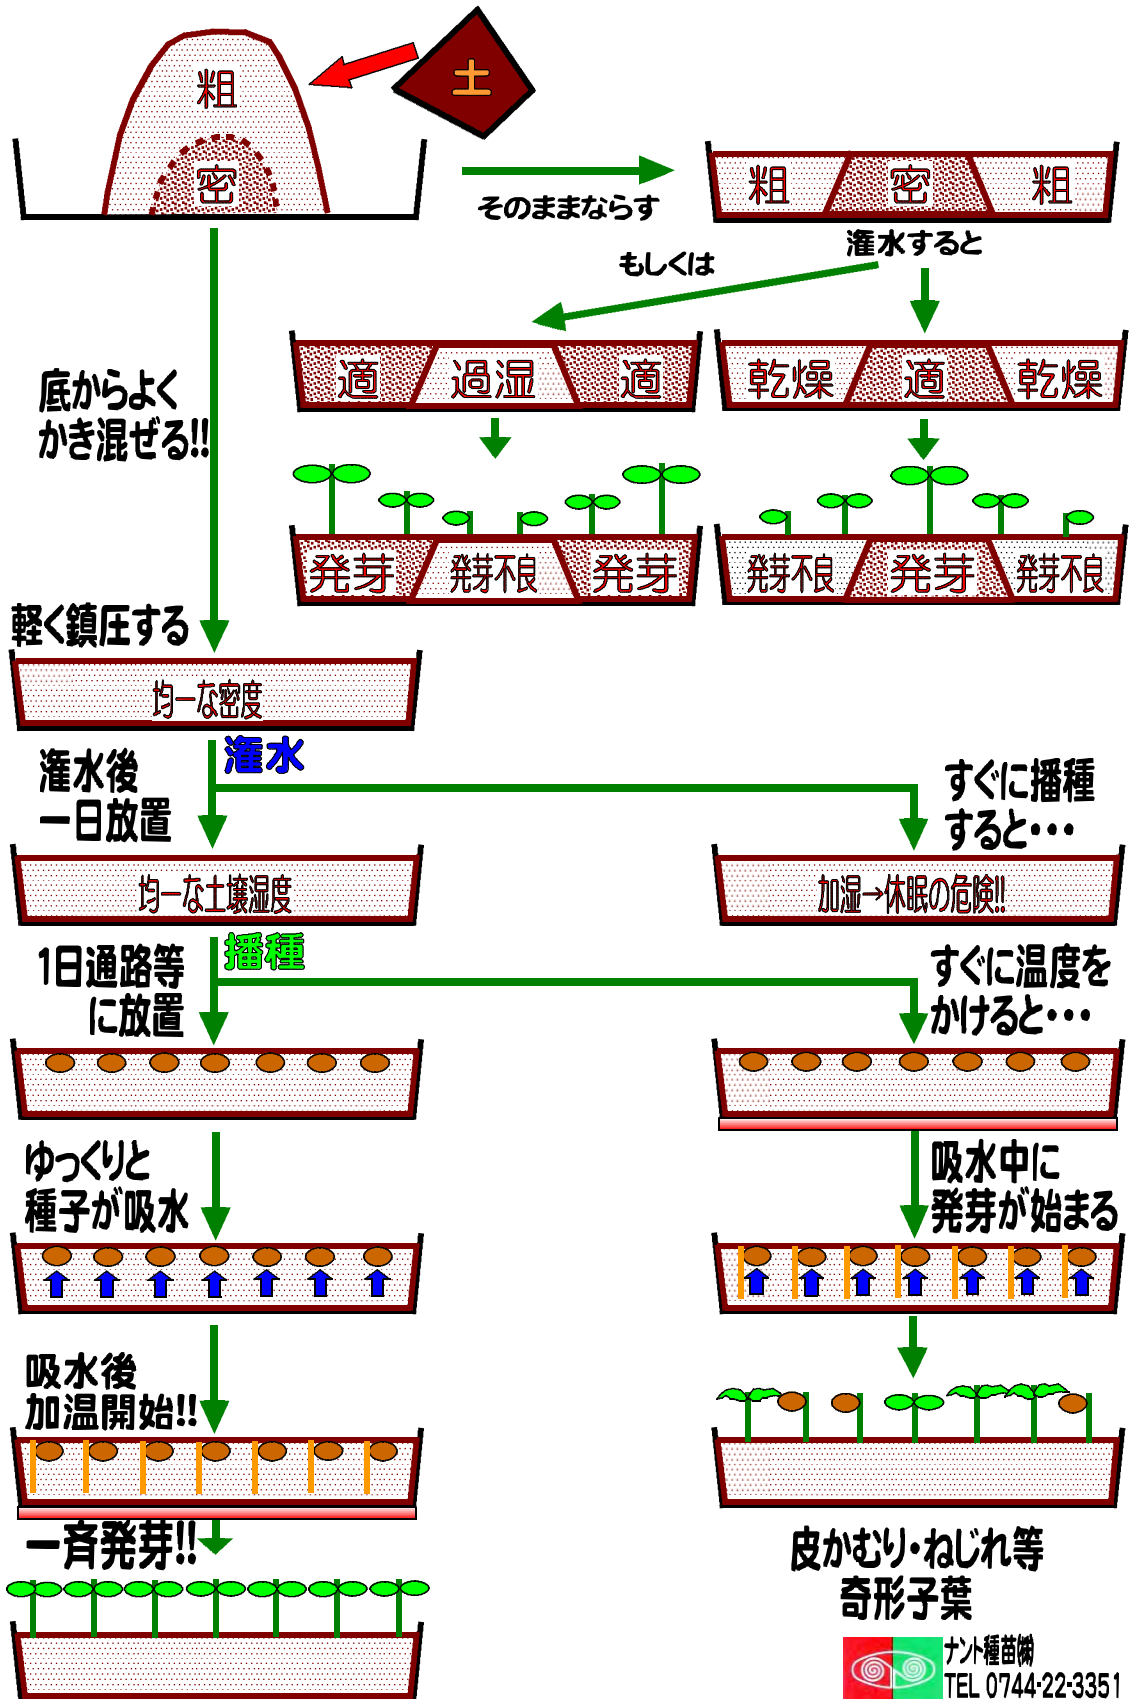 土
粗
密
そのままならす
粗
密
粗
灌水すると
もしくは
適
過湿
適
乾燥
適
乾燥
底からよく
かき混ぜる!!
発芽
発芽不良
発芽
発芽不良
発芽
発芽不良
軽く鎮圧する
均一な密度
灌水
灌水後
一日放置
すぐに播種
すると・・・
均一な土壌湿度
加湿→休眠の危険!!
播種
1日通路等
に放置
すぐに温度を
かけると・・・
ゆっくりと
種子が吸水
吸水中に
発芽が始まる
吸水後
加温開始!!
一斉発芽!!
皮かむり・ねじれ等
奇形子葉
ナント種苗㈱
TEL 0744-22-3351